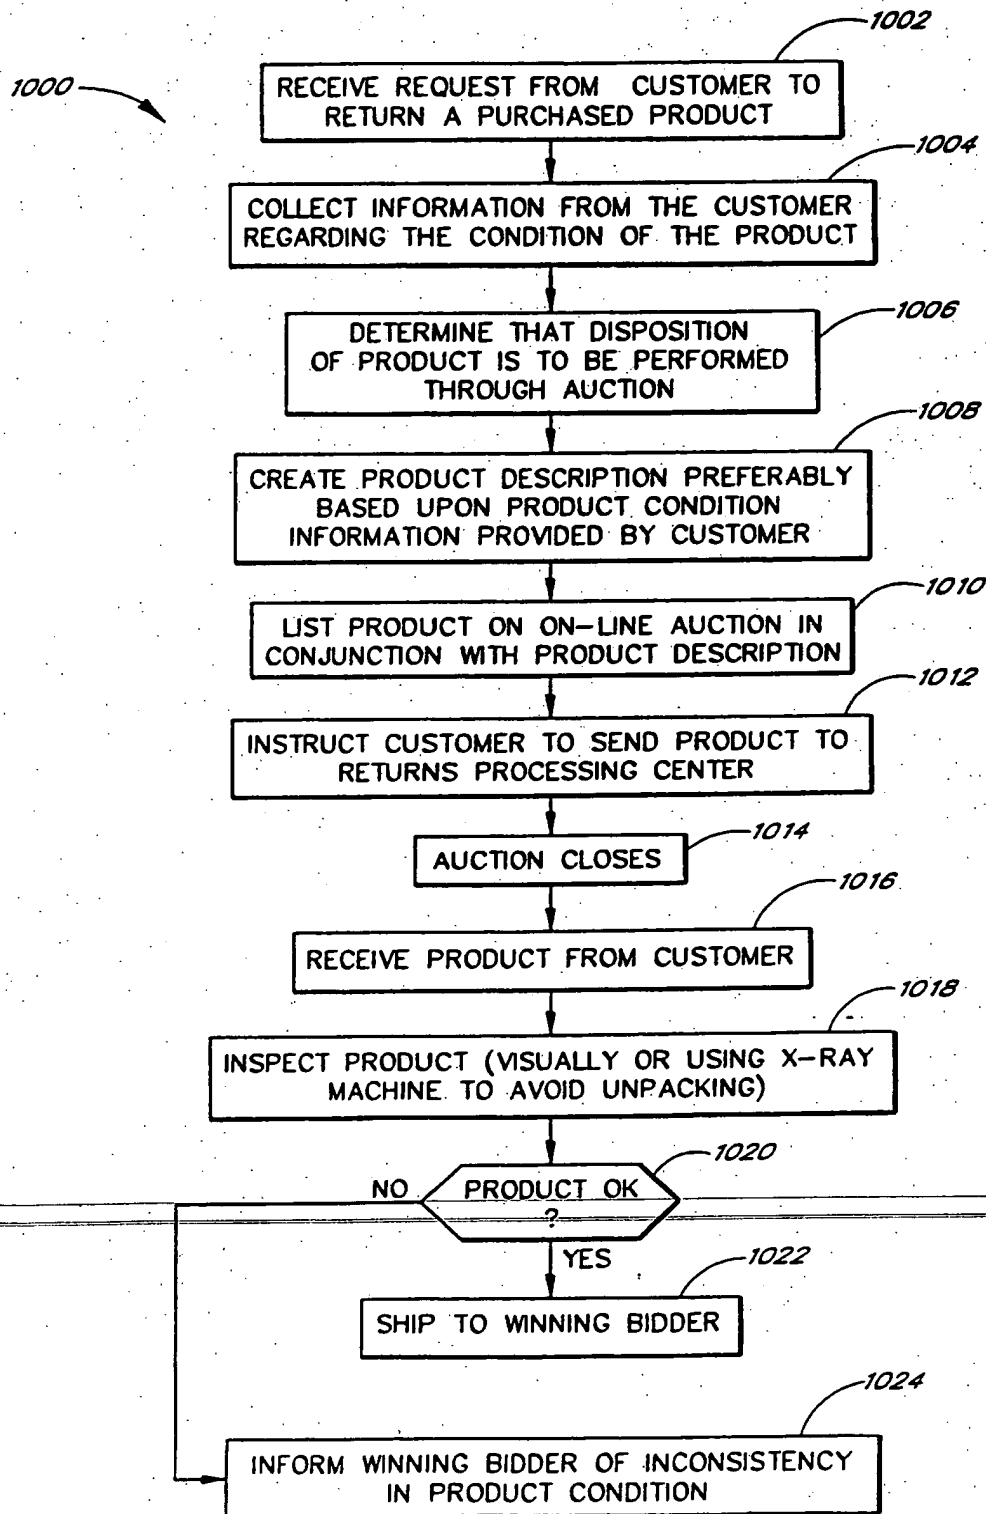 1002
1000
RECEIVE REQUEST FROM CUSTOMER TO
RETURN A PURCHASED PRODUCT
1004
COLLECT INFORMATION FROM THE CUSTOMER
REGARDING THE CONDITION OF THE PRODUCT
1006
DETERMINE THAT DISPOSITION
OF PRODUCT IS TO BE PERFORMED
THROUGH AUCTION
1008
CREATE PRODUCT DESCRIPTION PREFERABLY
BASED UPON PRODUCT CONDITION
INFORMATION PROVIDED BY CUSTOMER
1010
LIST PRODUCT ON ON-LINE AUCTION IN
CONJUNCTION WITH PRODUCT DESCRIPTION
1012
INSTRUCT CUSTOMER TO SEND PRODUCT TO
RETURNS PROCESSING CENTER
1014
AUCTION CLOSES
1016
RECEIVE PRODUCT FROM CUSTOMER
1018
INSPECT PRODUCT (VISUALLY OR USING X-RAY
MACHINE TO AVOID UNPACKING)
1020
NO
PRODUCT OK
?
YES
1022
SHIP TO WINNING BIDDER
1024
INFORM WINNING BIDDER OF INCONSISTENCY
IN PRODUCT CONDITION